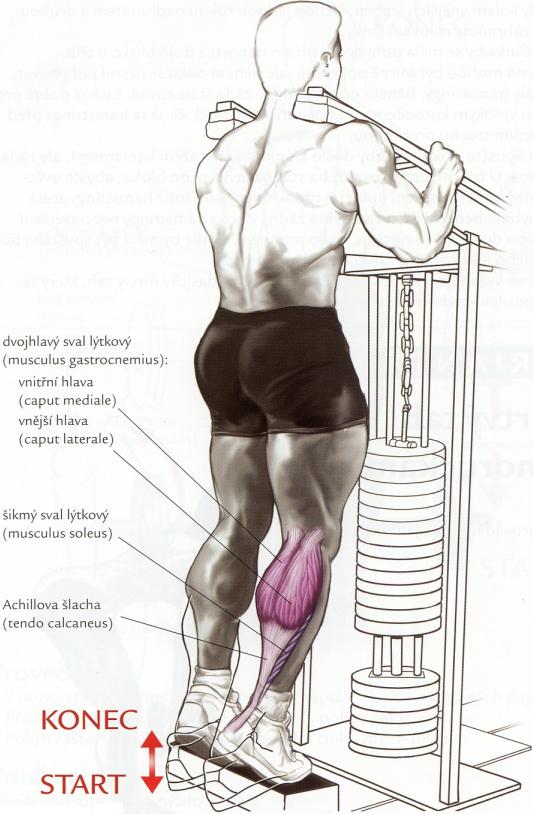 dvojhlavý sval lýtkový
(musculus gastrocnemius):
vnitřní hlava
(caput mediale)
vnější hlava
(caput laterale)
šikmý sval lýtkový
(musculus soleus)
Achillova šlacha
(tendo calcaneus)
KONEC
START